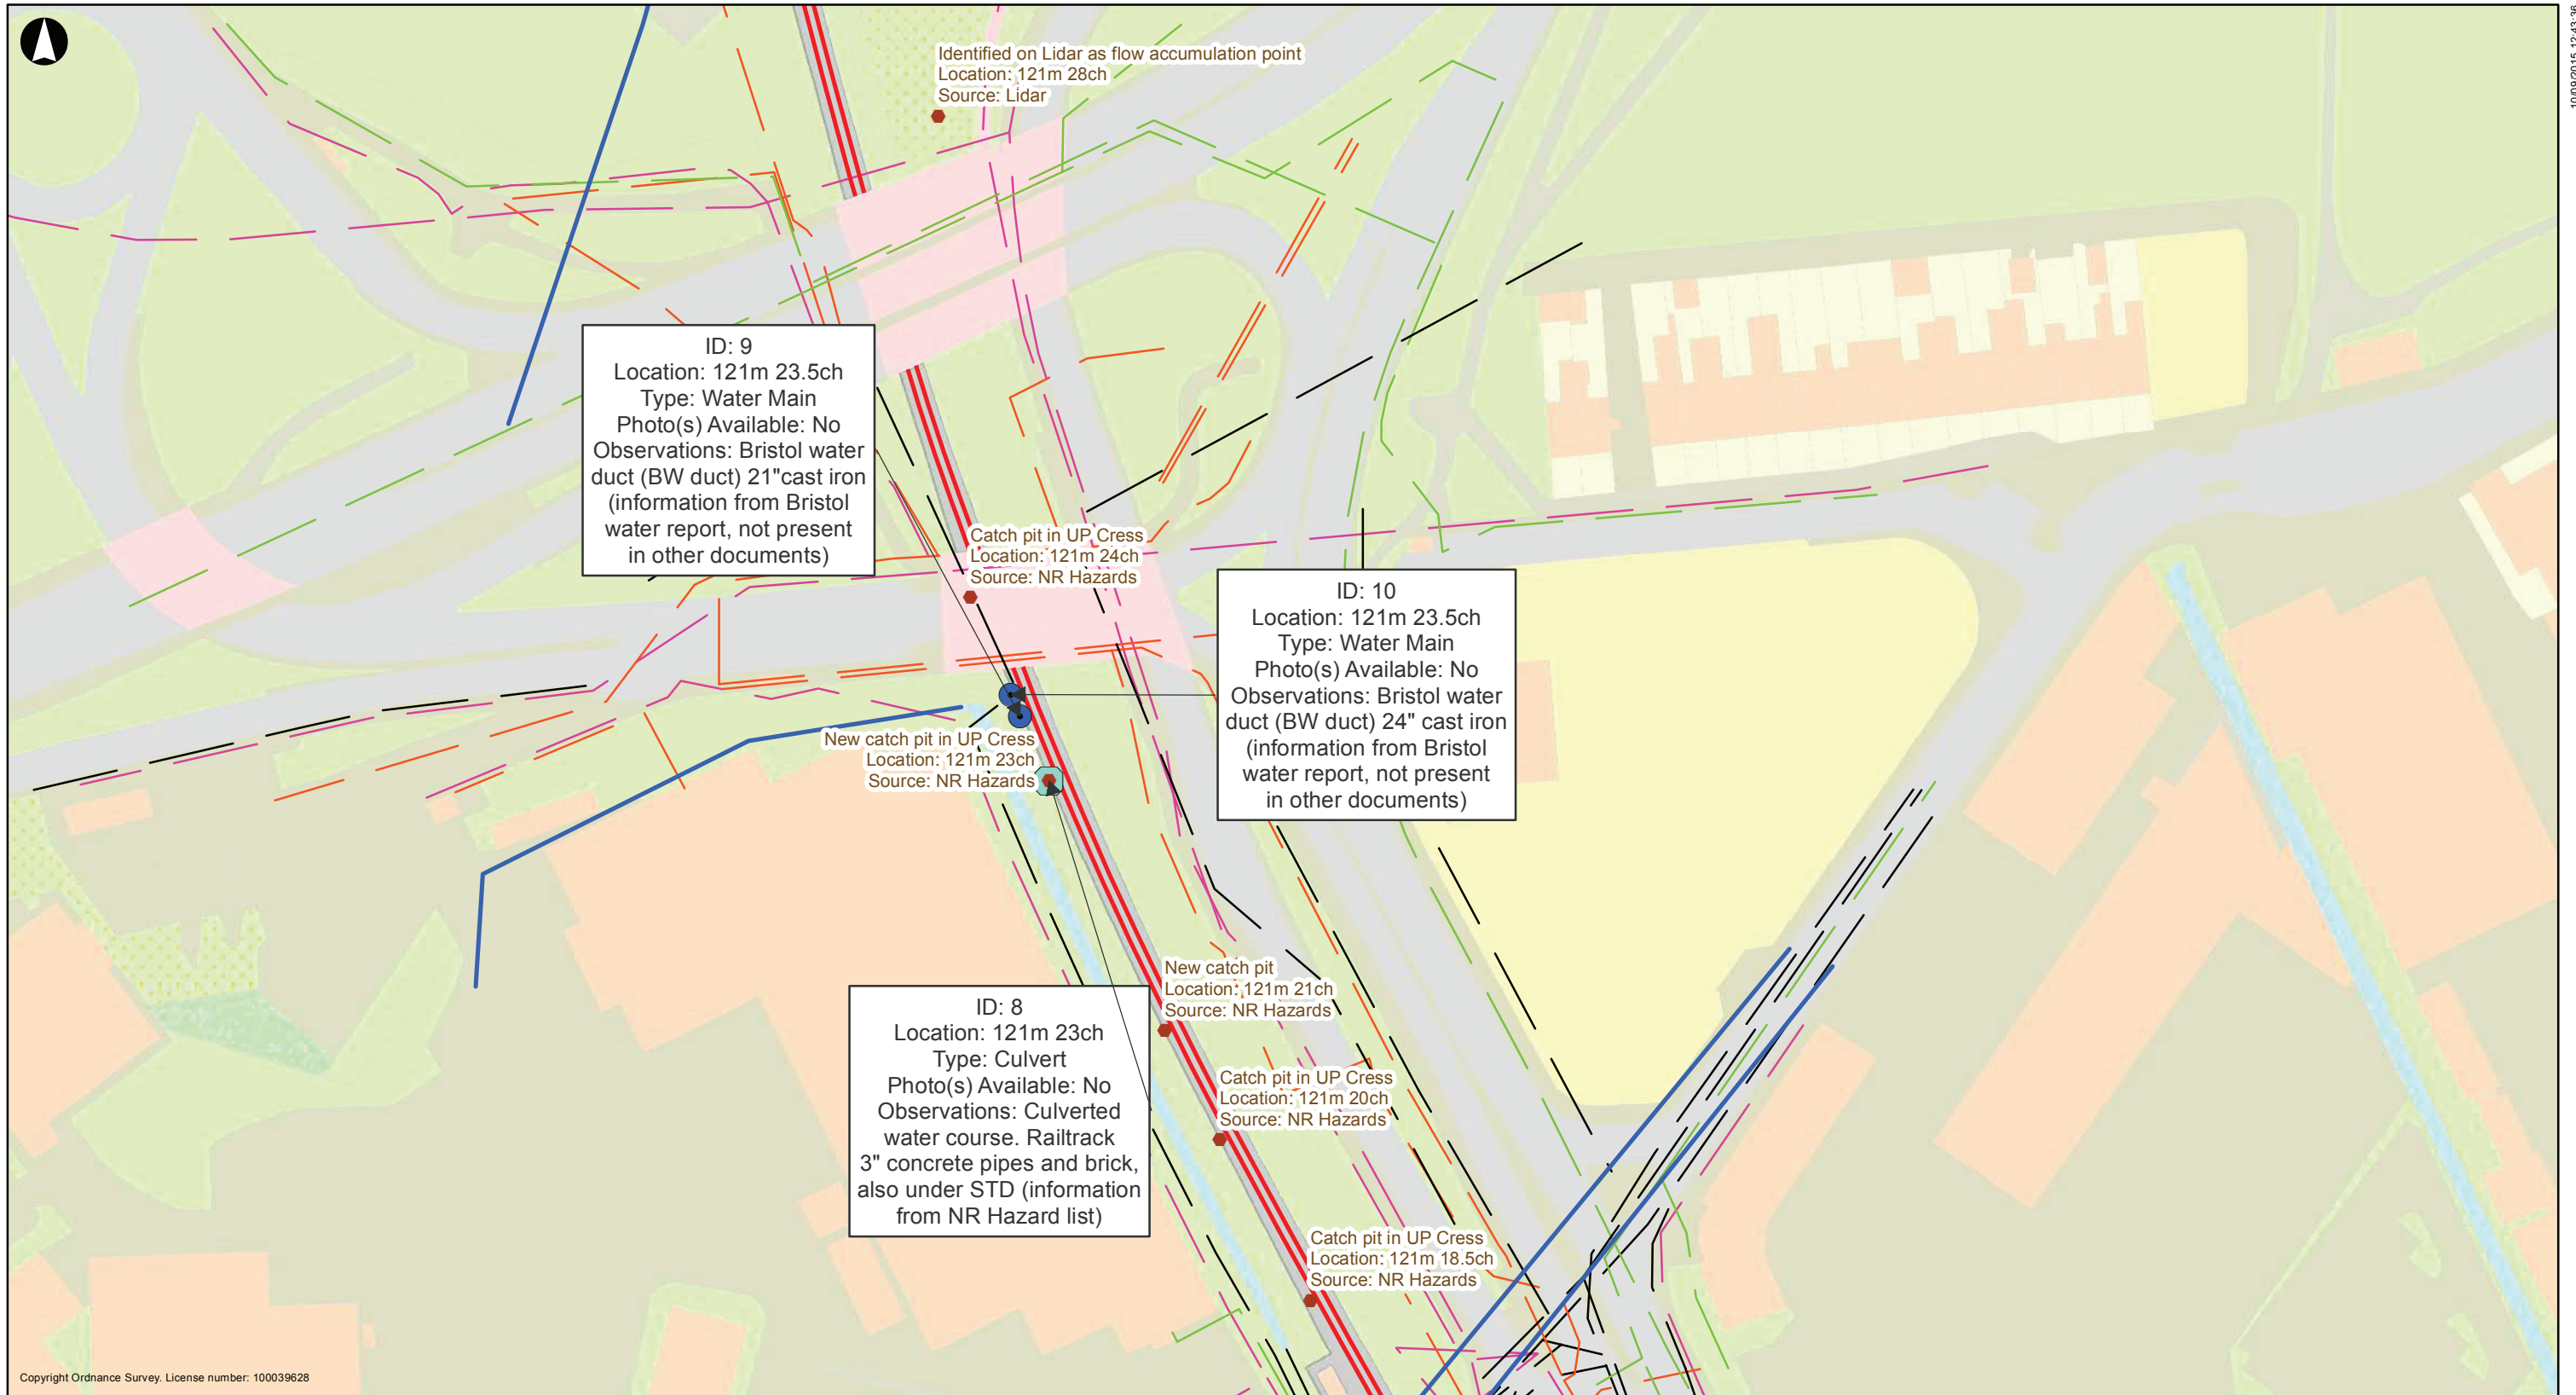 10/09/2015 12:43:36
Identified on Lidar as flow accumulation point
Location: 121m 28ch
Source: Lidar
ID: 9
Location: 121m 23.5ch
Type: Water Main
Photo(s) Available: No
Observations: Bristol water
duct (BW duct) 21"cast iron
(information from Bristol
water report, not present
in other documents)
Catch pit in UP Cress
Location: 121m 24ch
Source: NR Hazards
ID: 10
Location: 121m 23.5ch
Type: Water Main
Photo(s) Available: No
Observations: Bristol water
duct (BW duct) 24" cast iron
(information from Bristol
water report, not present
in other documents)
New catch pit in UP Cress
Location: 121m 23ch
Source: NR Hazards
New catch pit
Location: 121m 21ch
Source: NR Hazards
ID: 8
Location: 121m 23ch
Type: Culvert
Photo(s) Available: No
Observations: Culverted
water course. Railtrack
3" concrete pipes and brick,
also under STD (information
from NR Hazard list)
Catch pit in UP Cress
Location: 121m 20ch
Source: NR Hazards
Catch pit in UP Cress
Location: 121m 18.5ch
Source: NR Hazards
Copyright Ordnance Survey. License number: 100039628